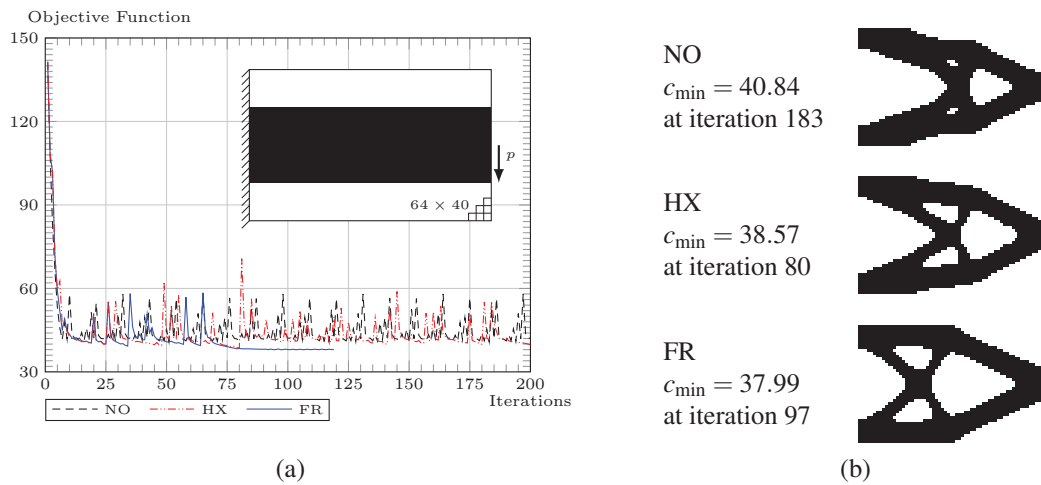 Objective Function
150
120
90
60
30
0
25
50
75
100
125
150
175
200
Iterations
p
64 × 40
NO
HX
FR
(a)
NO
c_min = 40.84
at iteration 183
HX
c_min = 38.57
at iteration 80
FR
c_min = 37.99
at iteration 97
(b)